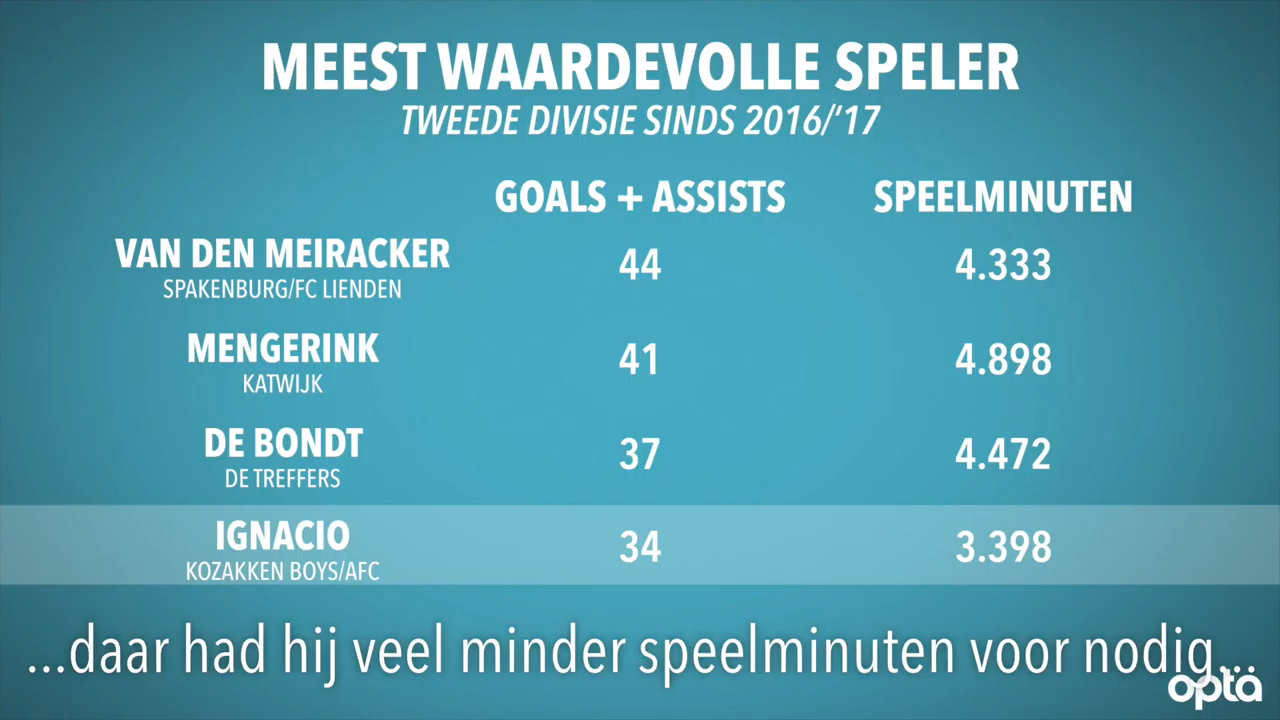 MEEST WAARDEVOLLE SPELER
TWEEDE DIVISIE SINDS 2016/'17
GOALS + ASSISTS SPEELMINUTEN
VAN DEN MEIRACKER 44 4.333
SPAKENBURG/FC LIENDEN
MENGERINK 41 4.898
KATWIJK
DE BONDT 37 4.472
DE TREFFERS
IGNACIO 34 3.398
KOZAKKEN BOYS/AFC
...daar had hij veel minder speelminuten voor nodig...
opta